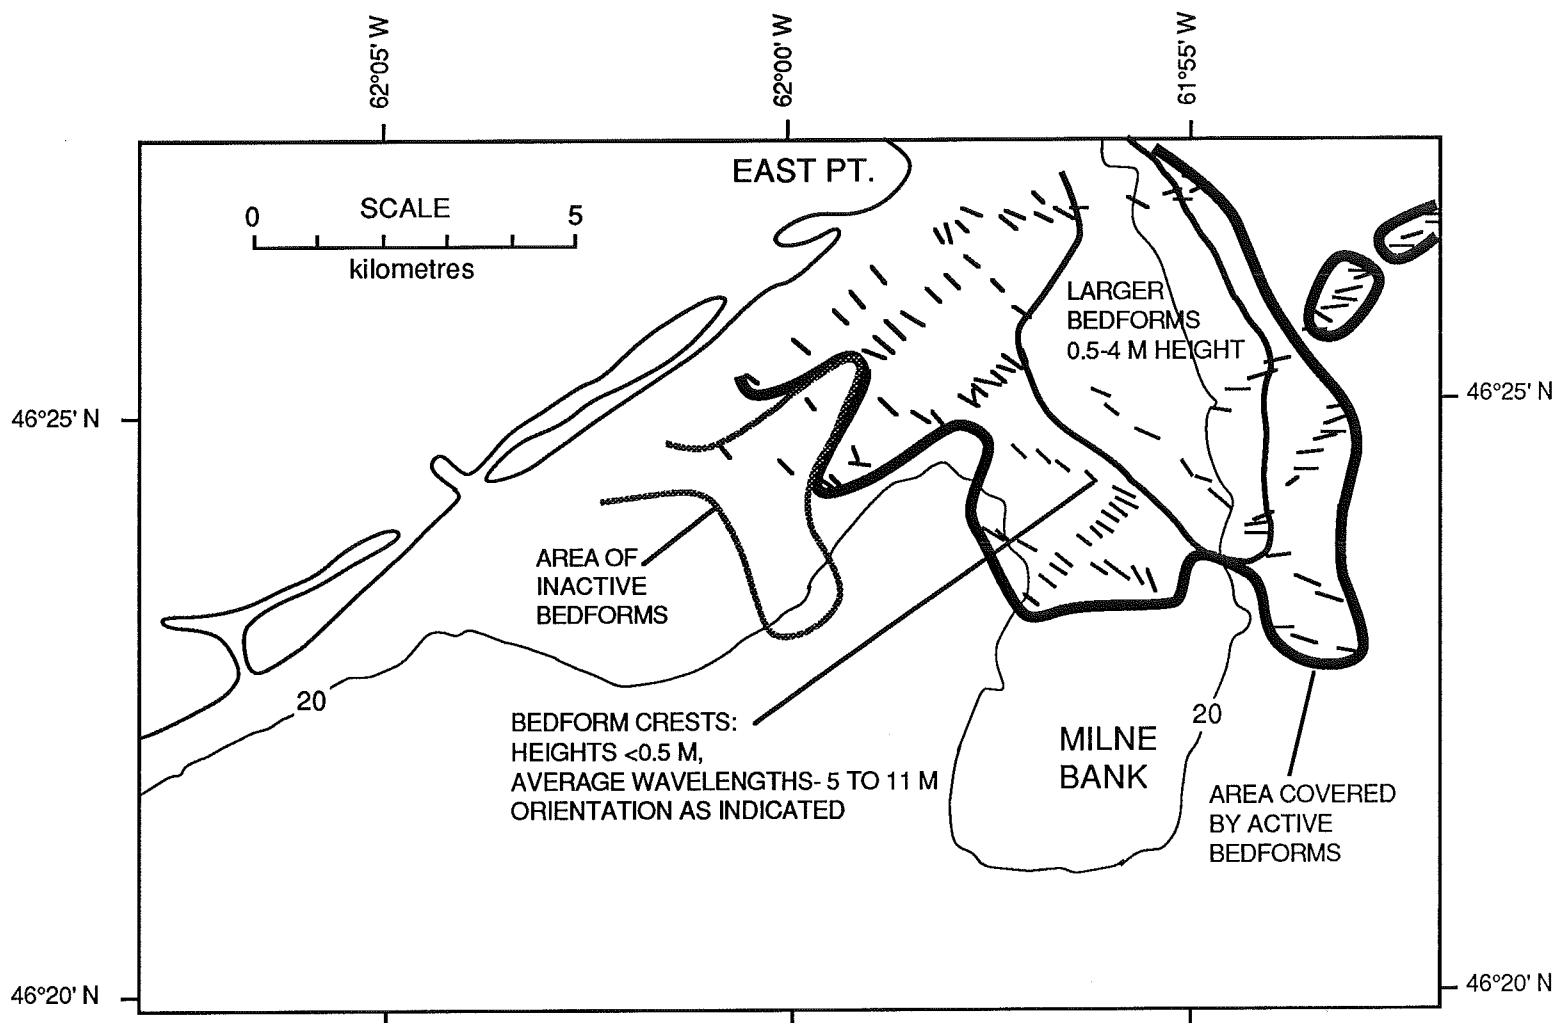 62°05' W
62°00' W
61°55' W
EAST PT.
SCALE
0 5
kilometres
LARGER
BEDFORMS
0.5-4 M HEIGHT
46°25' N
46°25' N
AREA OF
INACTIVE
BEDFORMS
20
BEDFORM CRESTS:
HEIGHTS <0.5 M,
AVERAGE WAVELENGTHS- 5 TO 11 M
ORIENTATION AS INDICATED
20
MILNE
BANK
AREA COVERED
BY ACTIVE
BEDFORMS
46°20' N
46°20' N